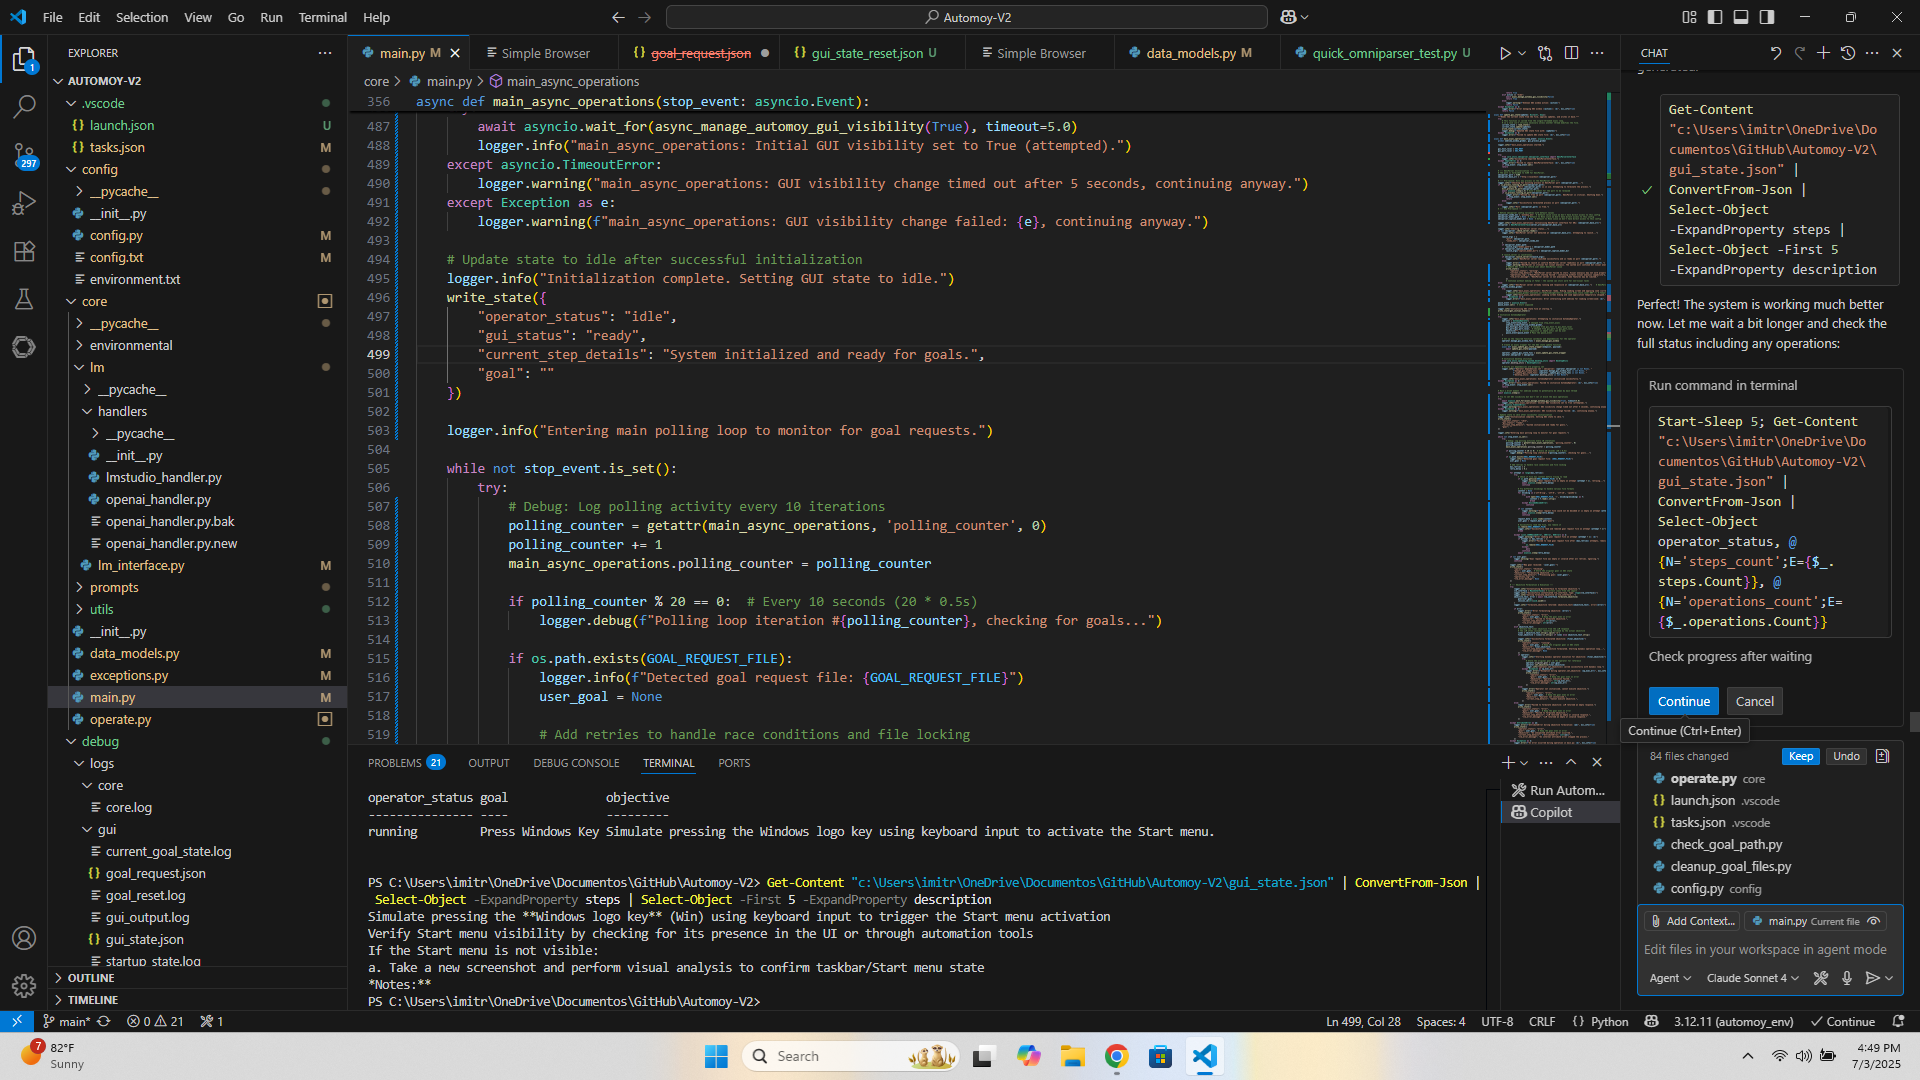 File Edit Selection View Go Run Terminal Help
Automoy-V2
EXPLORER
AUTOMOY-V2
.vscode
launch.json U
tasks.json M
config
__pycache__
__init__.py
config.py M
config.txt M
environment.txt
core
__pycache__
environmental
lm
__pycache__
handlers
__pycache__
__init__.py
lmstudio_handler.py
openai_handler.py
openai_handler.py.bak
openai_handler.py.new
lm_interface.py M
prompts
utils
__init__.py
data_models.py M
exceptions.py M
main.py M
operate.py
debug
logs
core
core.log
gui
current_goal_state.log
goal_request.json
goal_reset.log
gui_output.log
gui_state.json
startup_state.log
OUTLINE
TIMELINE
1
297
main.py M
Simple Browser
goal_request.json
gui_state_reset.json U
Simple Browser
data_models.py M
quick_omniparser_test.py U
core > main.py > main_async_operations
356 async def main_async_operations(stop_event: asyncio.Event):
487 await asyncio.wait_for(async_manage_automoy_gui_visibility(True), timeout=5.0)
488 logger.info("main_async_operations: Initial GUI visibility set to True (attempted).")
489 except asyncio.TimeoutError:
490 logger.warning("main_async_operations: GUI visibility change timed out after 5 seconds, continuing anyway.")
491 except Exception as e:
492 logger.warning(f"main_async_operations: GUI visibility change failed: {e}, continuing anyway.")
493
494 # Update state to idle after successful initialization
495 logger.info("Initialization complete. Setting GUI state to idle.")
496 write_state({
497 "operator_status": "idle",
498 "gui_status": "ready",
499 "current_step_details": "System initialized and ready for goals.",
500 "goal": ""
501 })
502
503 logger.info("Entering main polling loop to monitor for goal requests.")
504
505 while not stop_event.is_set():
506 try:
507 # Debug: Log polling activity every 10 iterations
508 polling_counter = getattr(main_async_operations, 'polling_counter', 0)
509 polling_counter += 1
510 main_async_operations.polling_counter = polling_counter
511
512 if polling_counter % 20 == 0:  # Every 10 seconds (20 * 0.5s)
513 logger.debug(f"Polling loop iteration #{polling_counter}, checking for goals...")
514
515 if os.path.exists(GOAL_REQUEST_FILE):
516 logger.info(f"Detected goal request file: {GOAL_REQUEST_FILE}")
517 user_goal = None
518
519 # Add retries to handle race conditions and file locking
PROBLEMS 21 OUTPUT DEBUG CONSOLE TERMINAL PORTS
operator_status goal objective
--------------- ---- ---------
running Press Windows Key Simulate pressing the Windows logo key using keyboard input to activate the Start menu.
PS C:\Users\imitr\OneDrive\Documentos\GitHub\Automoy-V2> Get-Content "c:\Users\imitr\OneDrive\Documentos\GitHub\Automoy-V2\gui_state.json" | ConvertFrom-Json |
Select-Object -ExpandProperty steps | Select-Object -First 5 -ExpandProperty description
Simulate pressing the **Windows logo key** (Win) using keyboard input to trigger the Start menu activation
Verify Start menu visibility by checking for its presence in the UI or through automation tools
If the Start menu is not visible:
a. Take a new screenshot and perform visual analysis to confirm taskbar/Start menu state
*Notes:**
PS C:\Users\imitr\OneDrive\Documentos\GitHub\Automoy-V2>
Run Autom...
Copilot
CHAT
Get-Content
"c:\Users\imitr\OneDrive\Do
cumentos\GitHub\Automoy-V2\
gui_state.json" |
ConvertFrom-Json |
Select-Object
-ExpandProperty steps |
Select-Object -First 5
-ExpandProperty description
Perfect! The system is working much better
now. Let me wait a bit longer and check the
full status including any operations:
Run command in terminal
Start-Sleep 5; Get-Content
"c:\Users\imitr\OneDrive\Do
cumentos\GitHub\Automoy-V2\
gui_state.json" |
ConvertFrom-Json |
Select-Object
operator_status, @
{N='steps_count';E={$_.
steps.Count}}, @
{N='operations_count';E=
{$_.operations.Count}}
Check progress after waiting
Continue Cancel
Continue (Ctrl+Enter)
84 files changed Keep Undo
operate.py core
launch.json .vscode
tasks.json .vscode
check_goal_path.py
cleanup_goal_files.py
config.py config
Add Context... main.py Current file
Edit files in your workspace in agent mode
Agent Claude Sonnet 4
main* 0 21 1
Ln 499, Col 28 Spaces: 4 UTF-8 CRLF {} Python 3.12.11 (automoy_env) Continue
7 82°F
Sunny
Search
4:49 PM
7/3/2025